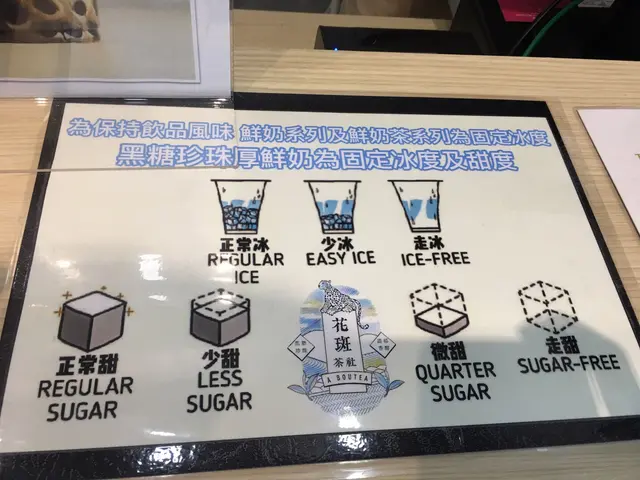 為保持飲品風味 鮮奶系列及鮮奶茶系列為固定冰度
黑糖珍珠厚鮮奶為固定冰度及甜度
正常冰
REGULAR
ICE
少冰
EASY ICE
走冰
ICE-FREE
正常甜
REGULAR
SUGAR
少甜
LESS
SUGAR
花斑
茶社
A BOUTEA
微甜
QUARTER
SUGAR
走甜
SUGAR-FREE